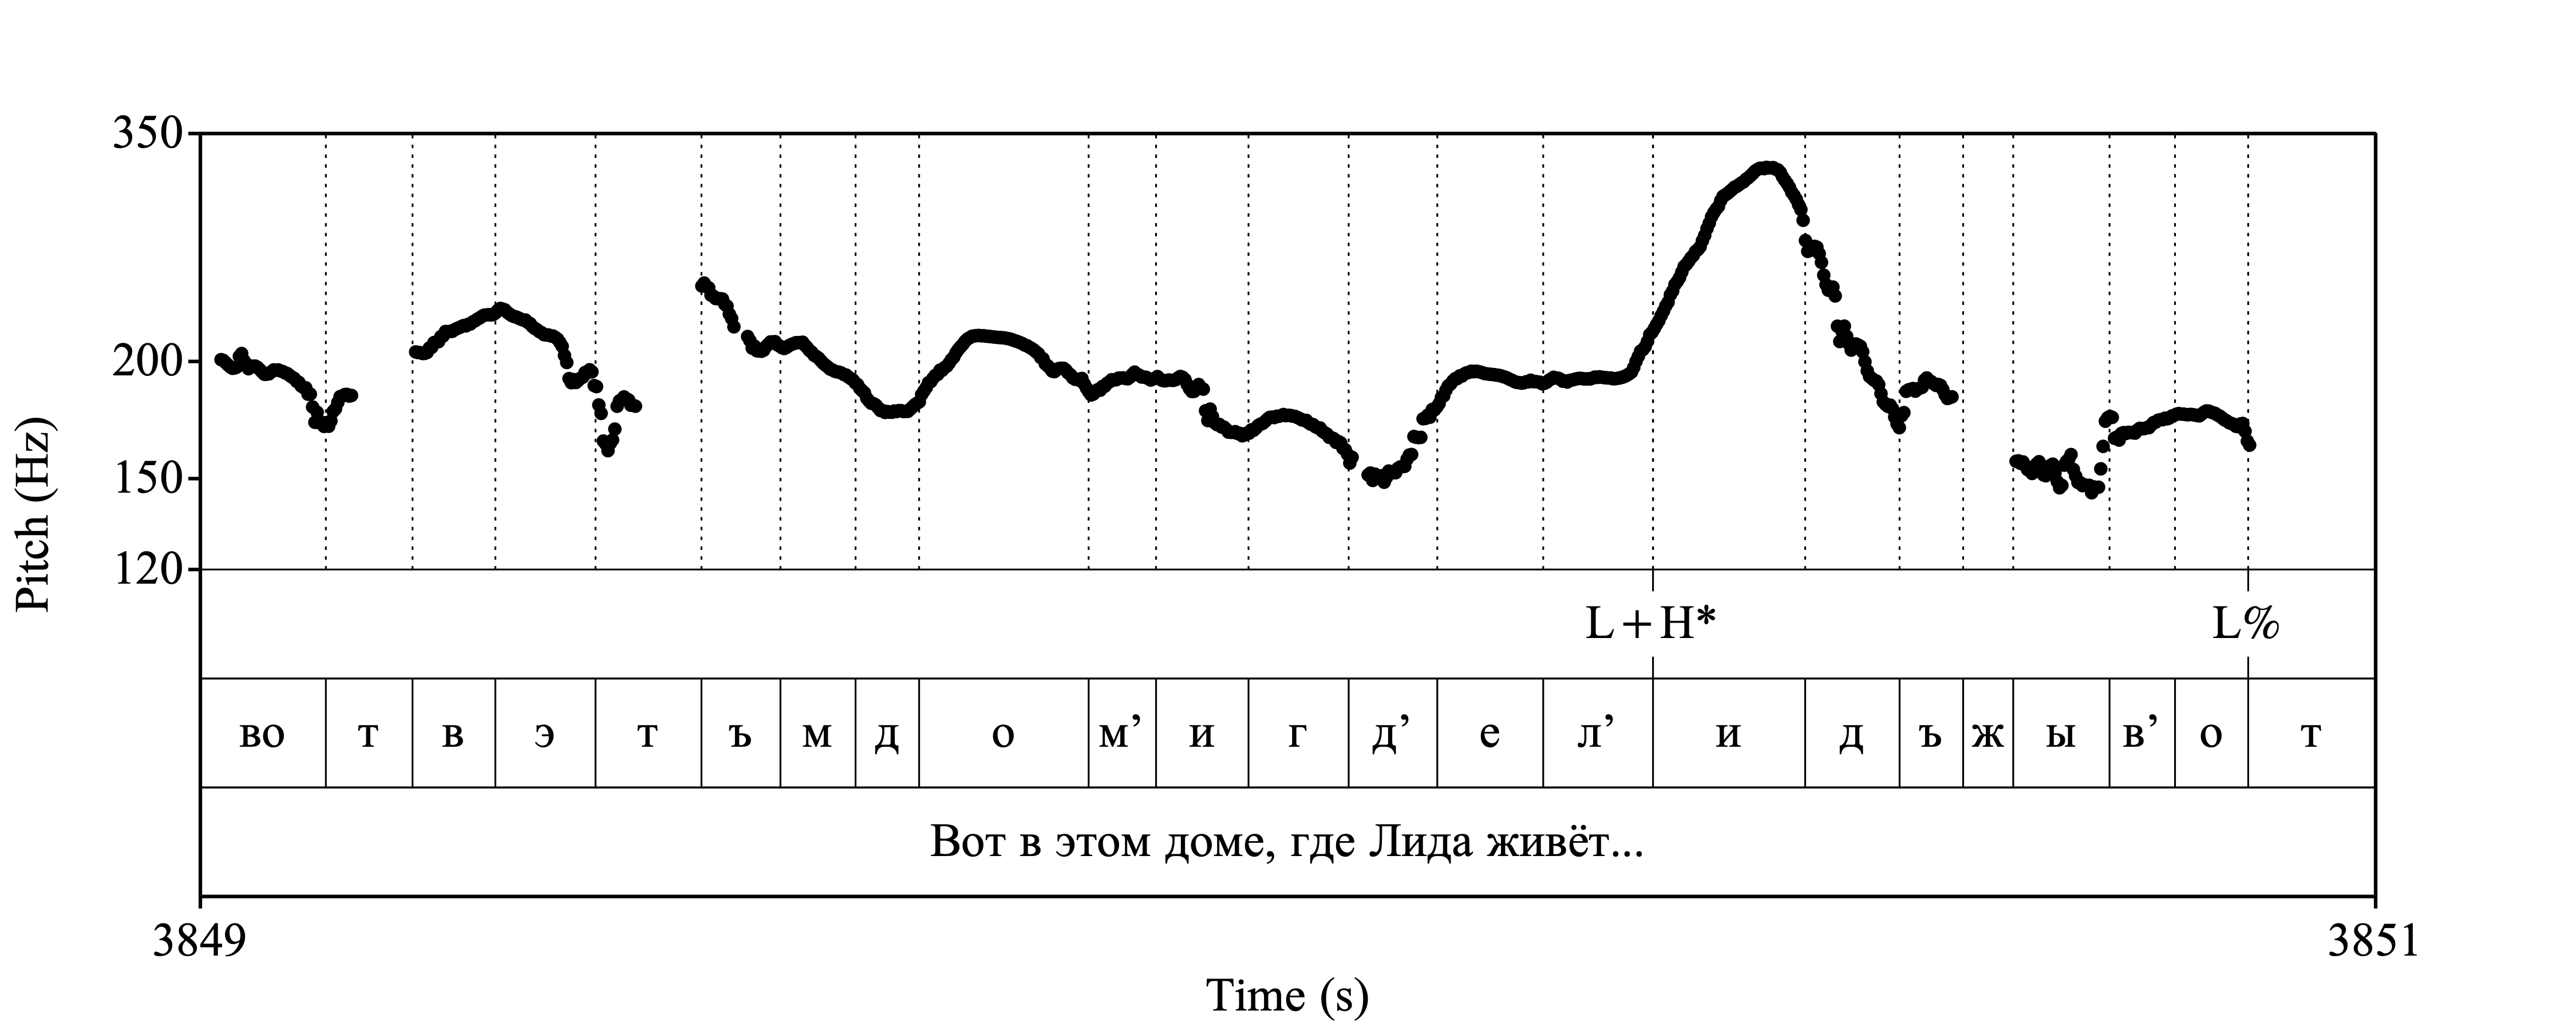 350
200
150
120
Pitch (Hz)
L+H* L%
во т в э т ъ м д о м’ и г д’ е л’ и д ъ ж ы в’ о т
Вот в этом доме, где Лида живёт...
3849 3851
Time (s)